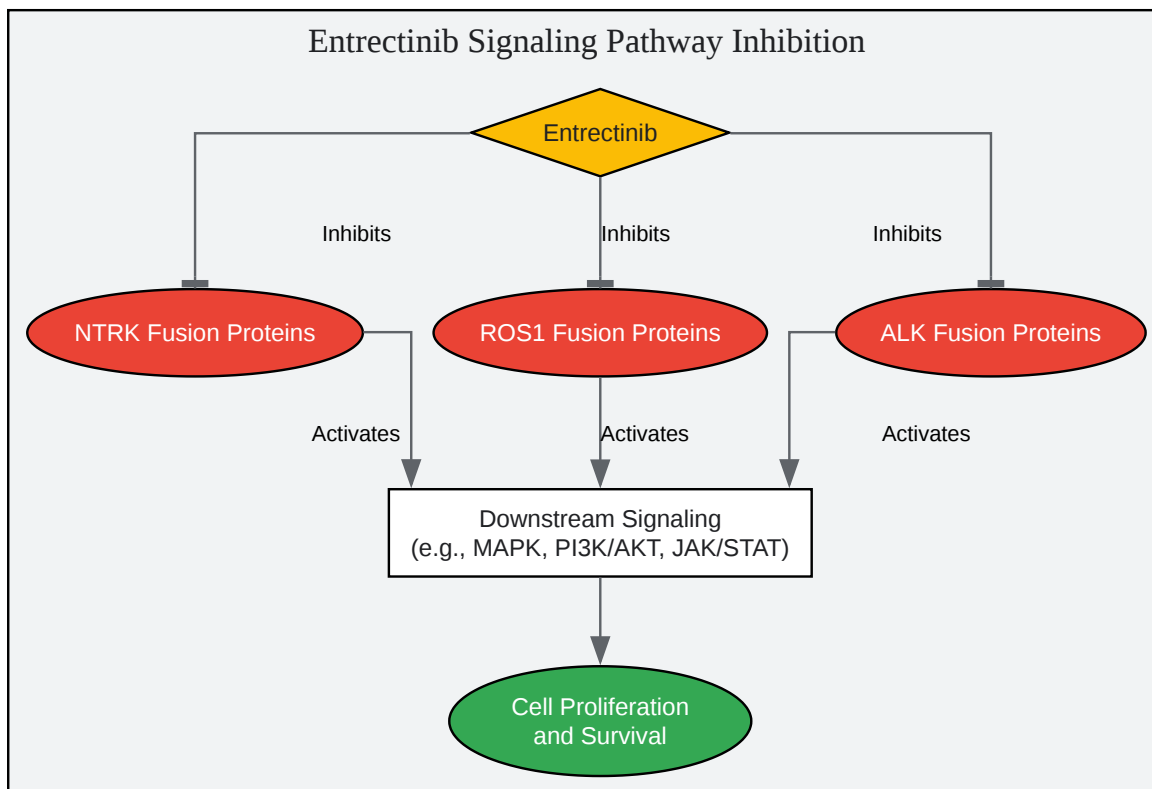 Entrectinib Signaling Pathway Inhibition
Entrectinib
Inhibits
Inhibits
Inhibits
NTRK Fusion Proteins
ROS1 Fusion Proteins
ALK Fusion Proteins
Activates
Activates
Activates
Downstream Signaling
(e.g., MAPK, PI3K/AKT, JAK/STAT)
Cell Proliferation
and Survival